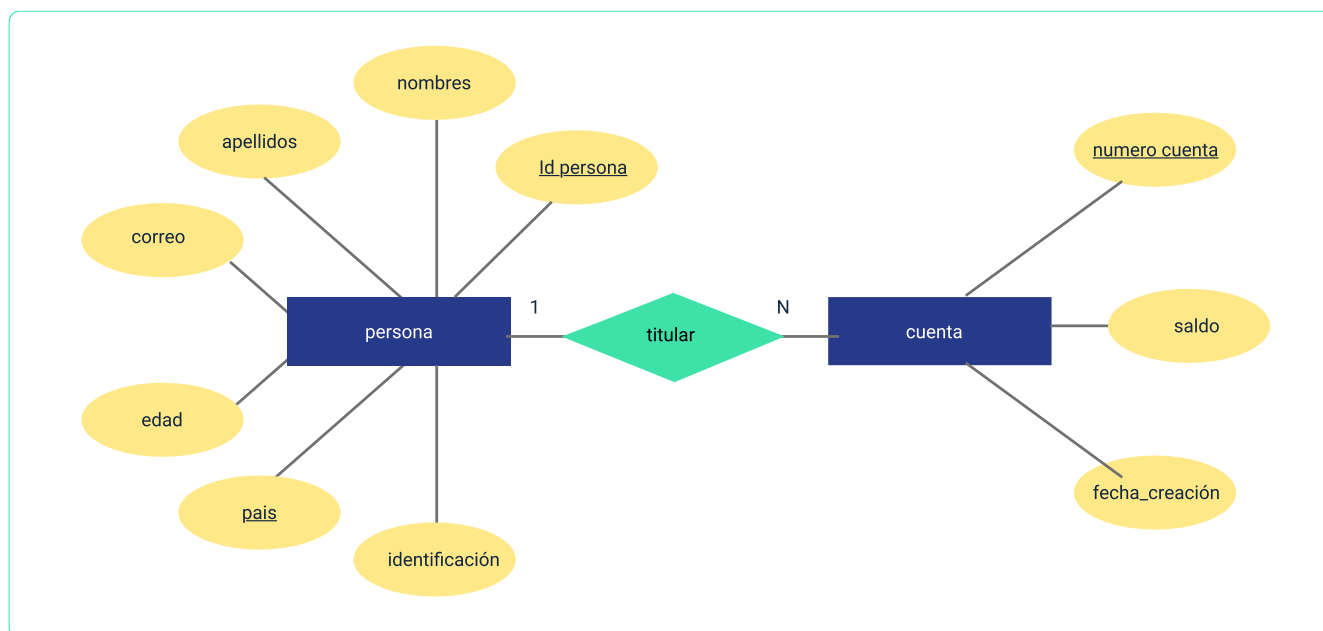 nombres
apellidos
Id persona
numero cuenta
correo
1
N
persona
titular
cuenta
saldo
edad
pais
fecha_creación
identificación